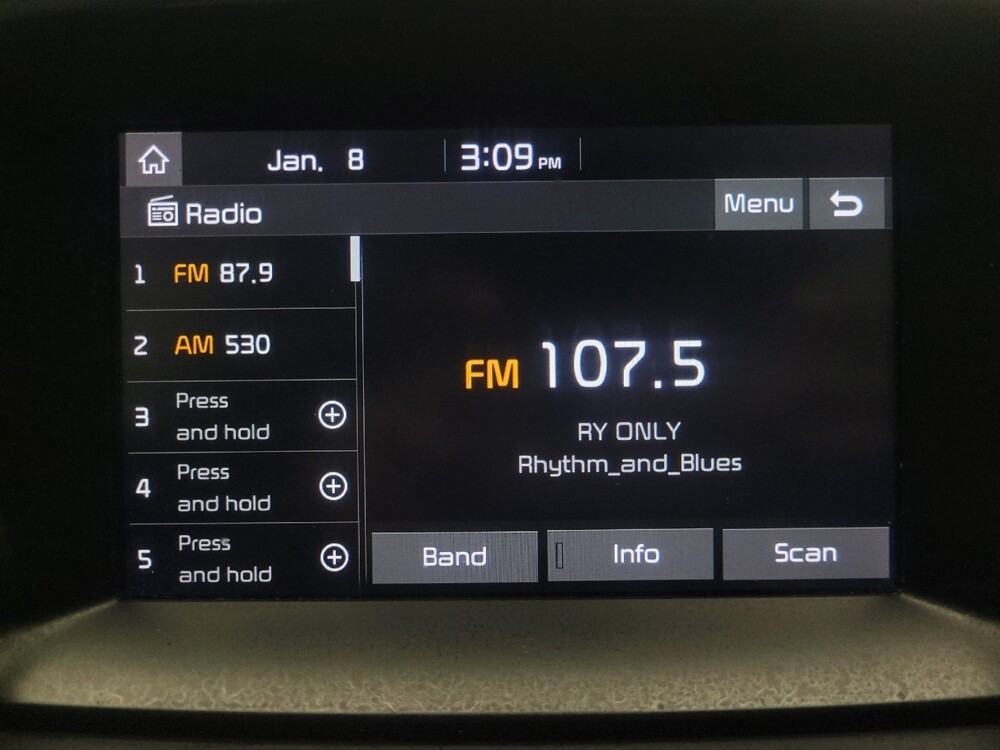 Jan. 8 3:09 PM
Radio Menu
1 FM 87.9
2 AM 530
3 Press
and hold
4 Press
and hold
5 Press
and hold
FM 107.5
RY ONLY
Rhythm_and_Blues
Band Info Scan